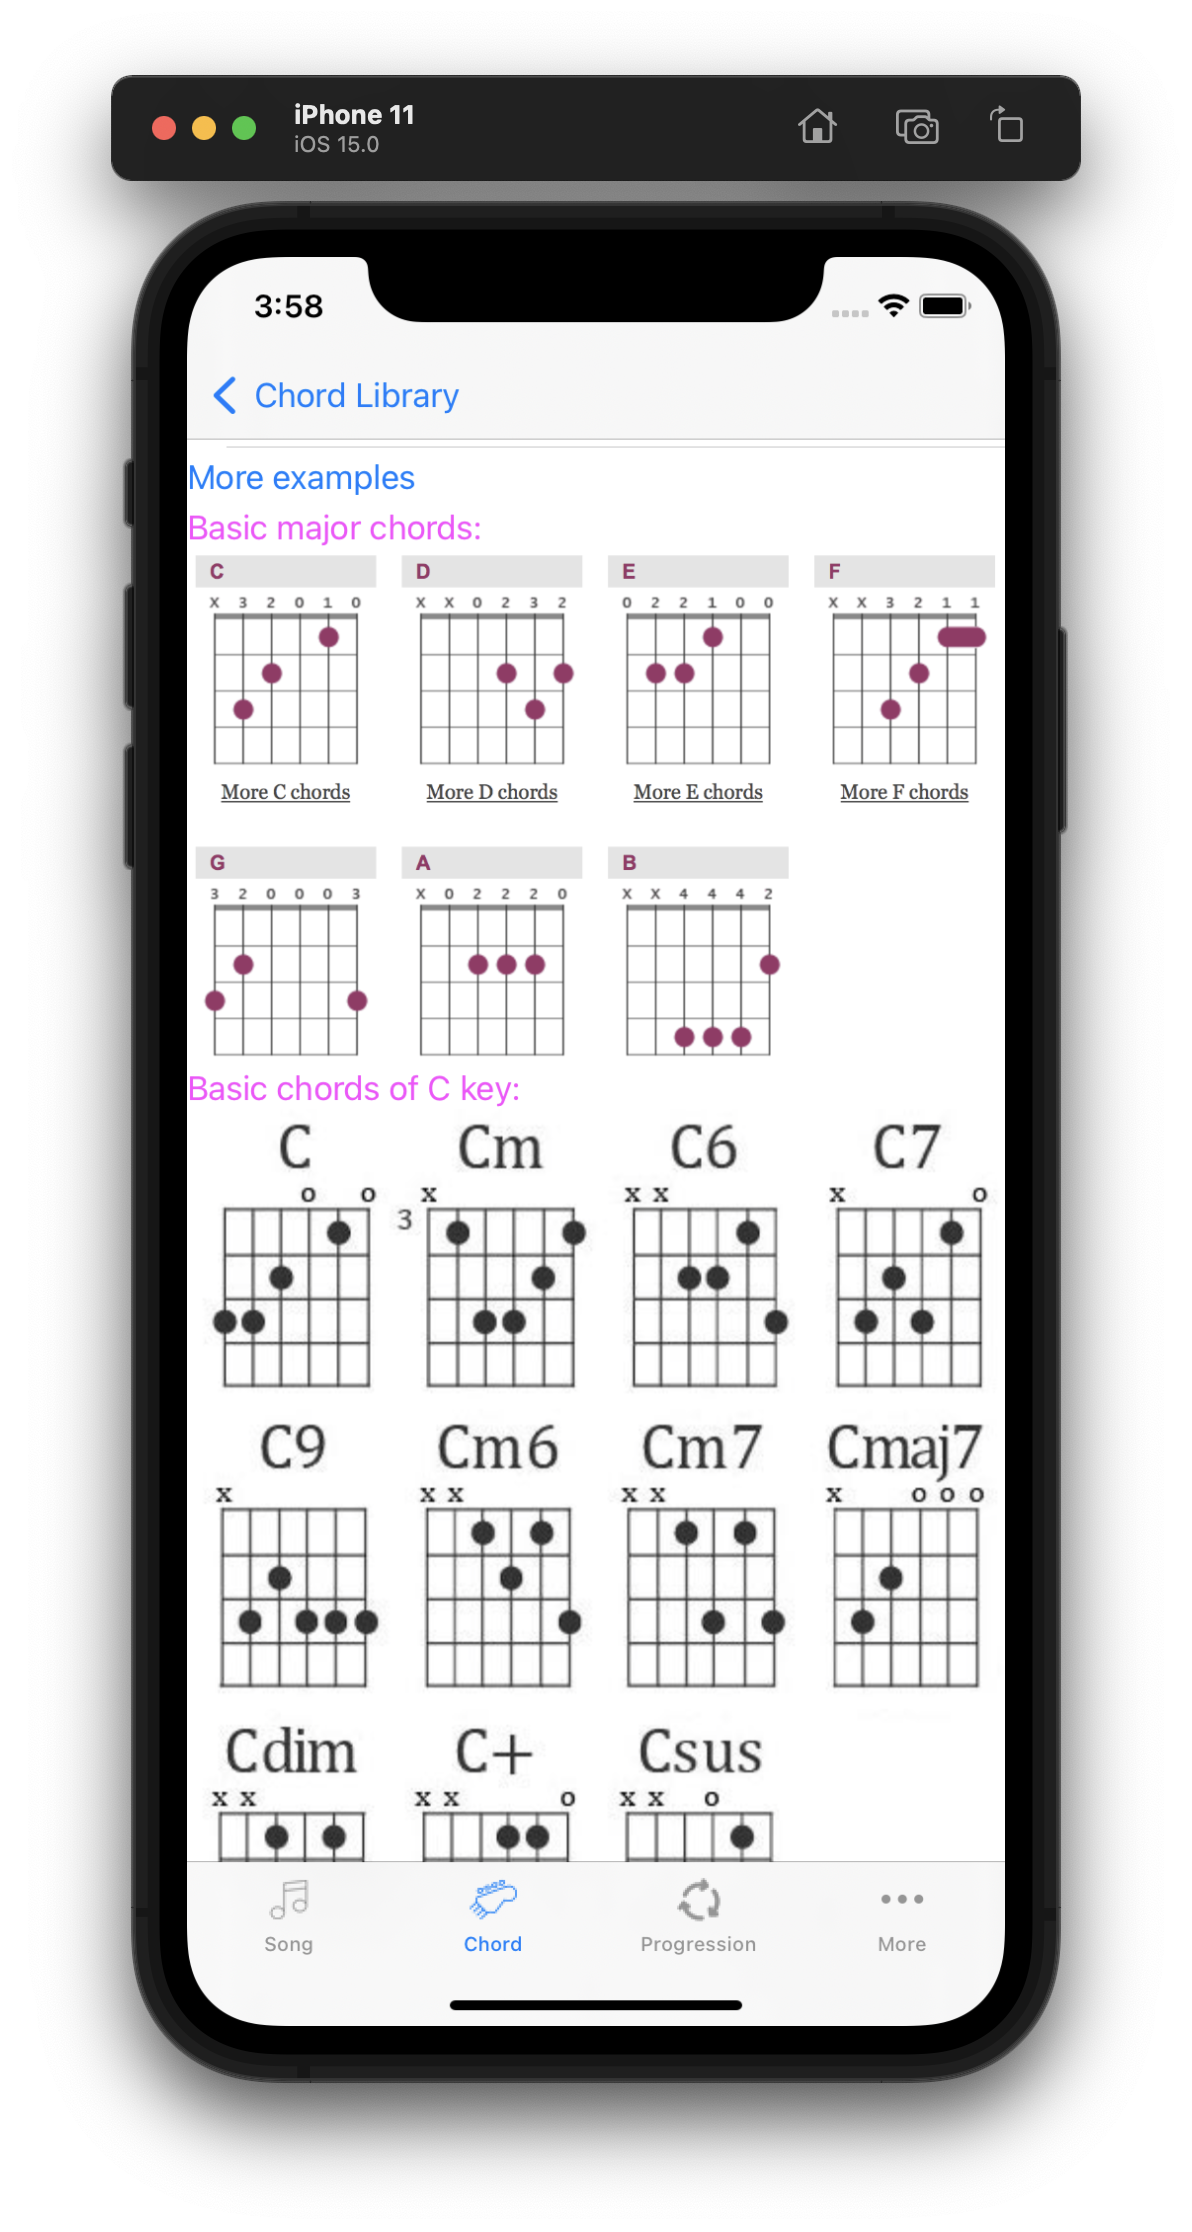 iPhone 11
iOS 15.0
3:58
Chord Library
More examples
Basic major chords:
C D E F
X 3 2 0 1 0 X X 0 2 3 2 0 2 2 1 0 0 X X 3 2 1 1
More C chords More D chords More E chords More F chords
G A B
3 2 0 0 0 3 X 0 2 2 2 0 X X 4 4 4 2
Basic chords of C key:
C Cm C6 C7
o o x x x x o
3
C9 Cm6 Cm7 Cmaj7
x x x x x x o o o
Cdim C+ Csus
x x x x o x x o
Song Chord Progression More